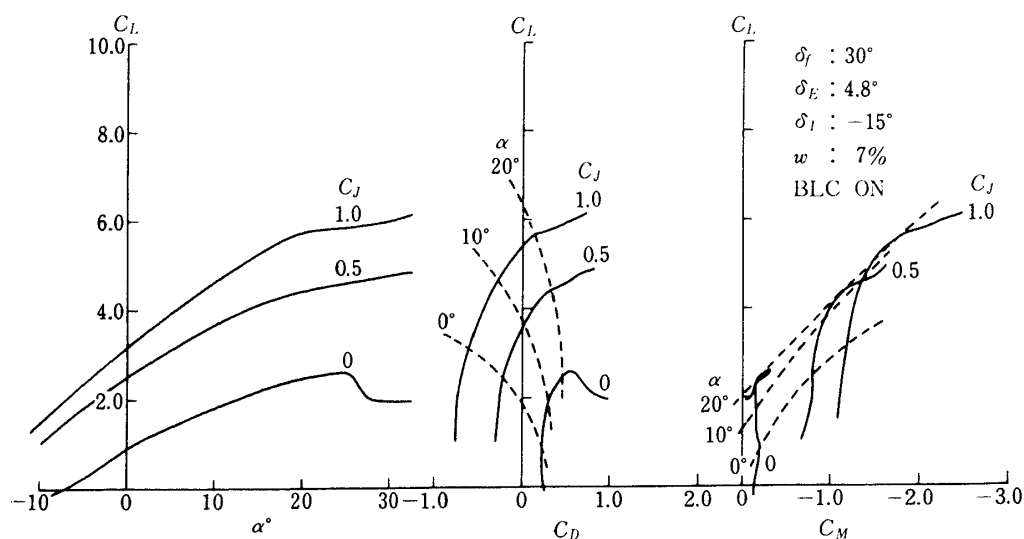 C_L
10.0
8.0
6.0
4.0
2.0
C_J
1.0
0.5
0
−10 0 10 20 30
α°
C_L
α
20°
10°
0°
C_J
1.0
0.5
0
−1.0 0 1.0 2.0
C_D
C_L
δ_f : 30°
δ_E : 4.8°
δ_I : −15°
w : 7%
BLC ON
C_J
1.0
0.5
α
20°
10°
0° 0
0 −1.0 −2.0 −3.0
C_M